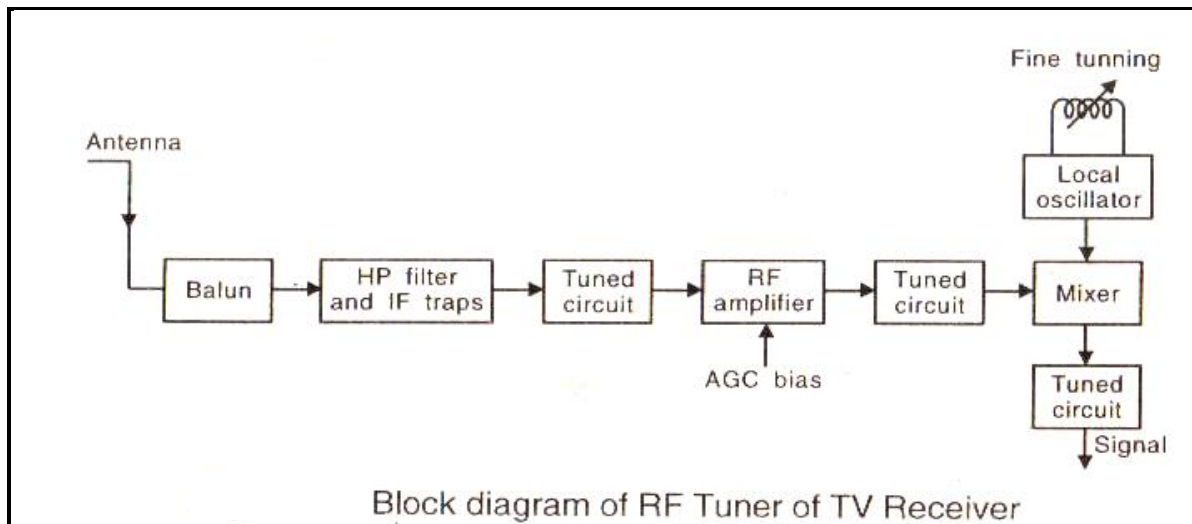 Fine tunning
Antenna
Local
oscillator
Balun
HP filter
and IF traps
Tuned
circuit
RF
amplifier
Tuned
circuit
Mixer
AGC bias
Tuned
circuit
Signal
Block diagram of RF Tuner of TV Receiver